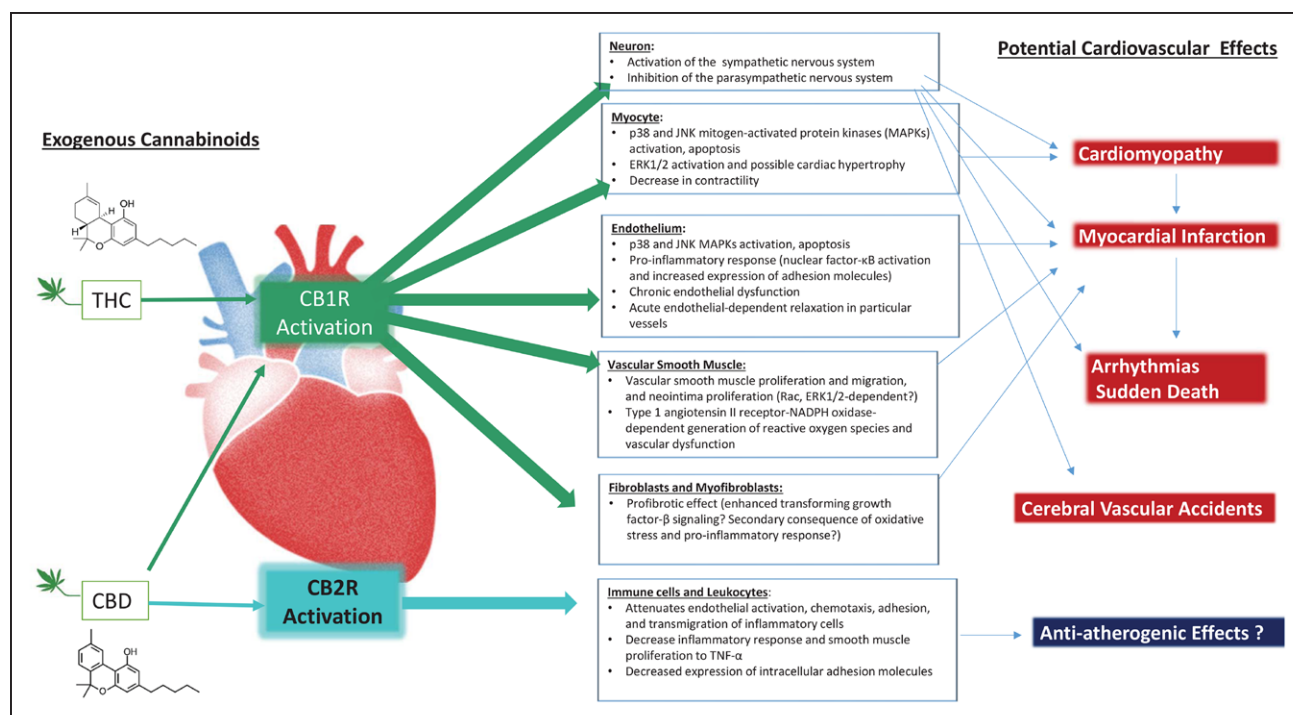 Exogenous Cannabinoids
OH
H
H
O
THC
CBD
OH
O
CB1R
Activation
CB2R
Activation
Neuron:
• Activation of the sympathetic nervous system
• Inhibition of the parasympathetic nervous system
Myocyte:
• p38 and JNK mitogen-activated protein kinases (MAPKs)
activation, apoptosis
• ERK1/2 activation and possible cardiac hypertrophy
• Decrease in contractility
Endothelium:
• p38 and JNK MAPKs activation, apoptosis
• Pro-inflammatory response (nuclear factor-κB activation
and increased expression of adhesion molecules)
• Chronic endothelial dysfunction
• Acute endothelial-dependent relaxation in particular
vessels
Vascular Smooth Muscle:
• Vascular smooth muscle proliferation and migration,
and neointima proliferation (Rac, ERK1/2-dependent?)
• Type 1 angiotensin II receptor-NADPH oxidase-
dependent generation of reactive oxygen species and
vascular dysfunction
Fibroblasts and Myofibroblasts:
• Profibrotic effect (enhanced transforming growth
factor-β signaling? Secondary consequence of oxidative
stress and pro-inflammatory response?)
Immune cells and Leukocytes:
• Attenuates endothelial activation, chemotaxis, adhesion,
and transmigration of inflammatory cells
• Decrease inflammatory response and smooth muscle
proliferation to TNF-α
• Decreased expression of intracellular adhesion molecules
Potential Cardiovascular Effects
Cardiomyopathy
Myocardial Infarction
Arrhythmias
Sudden Death
Cerebral Vascular Accidents
Anti-atherogenic Effects ?